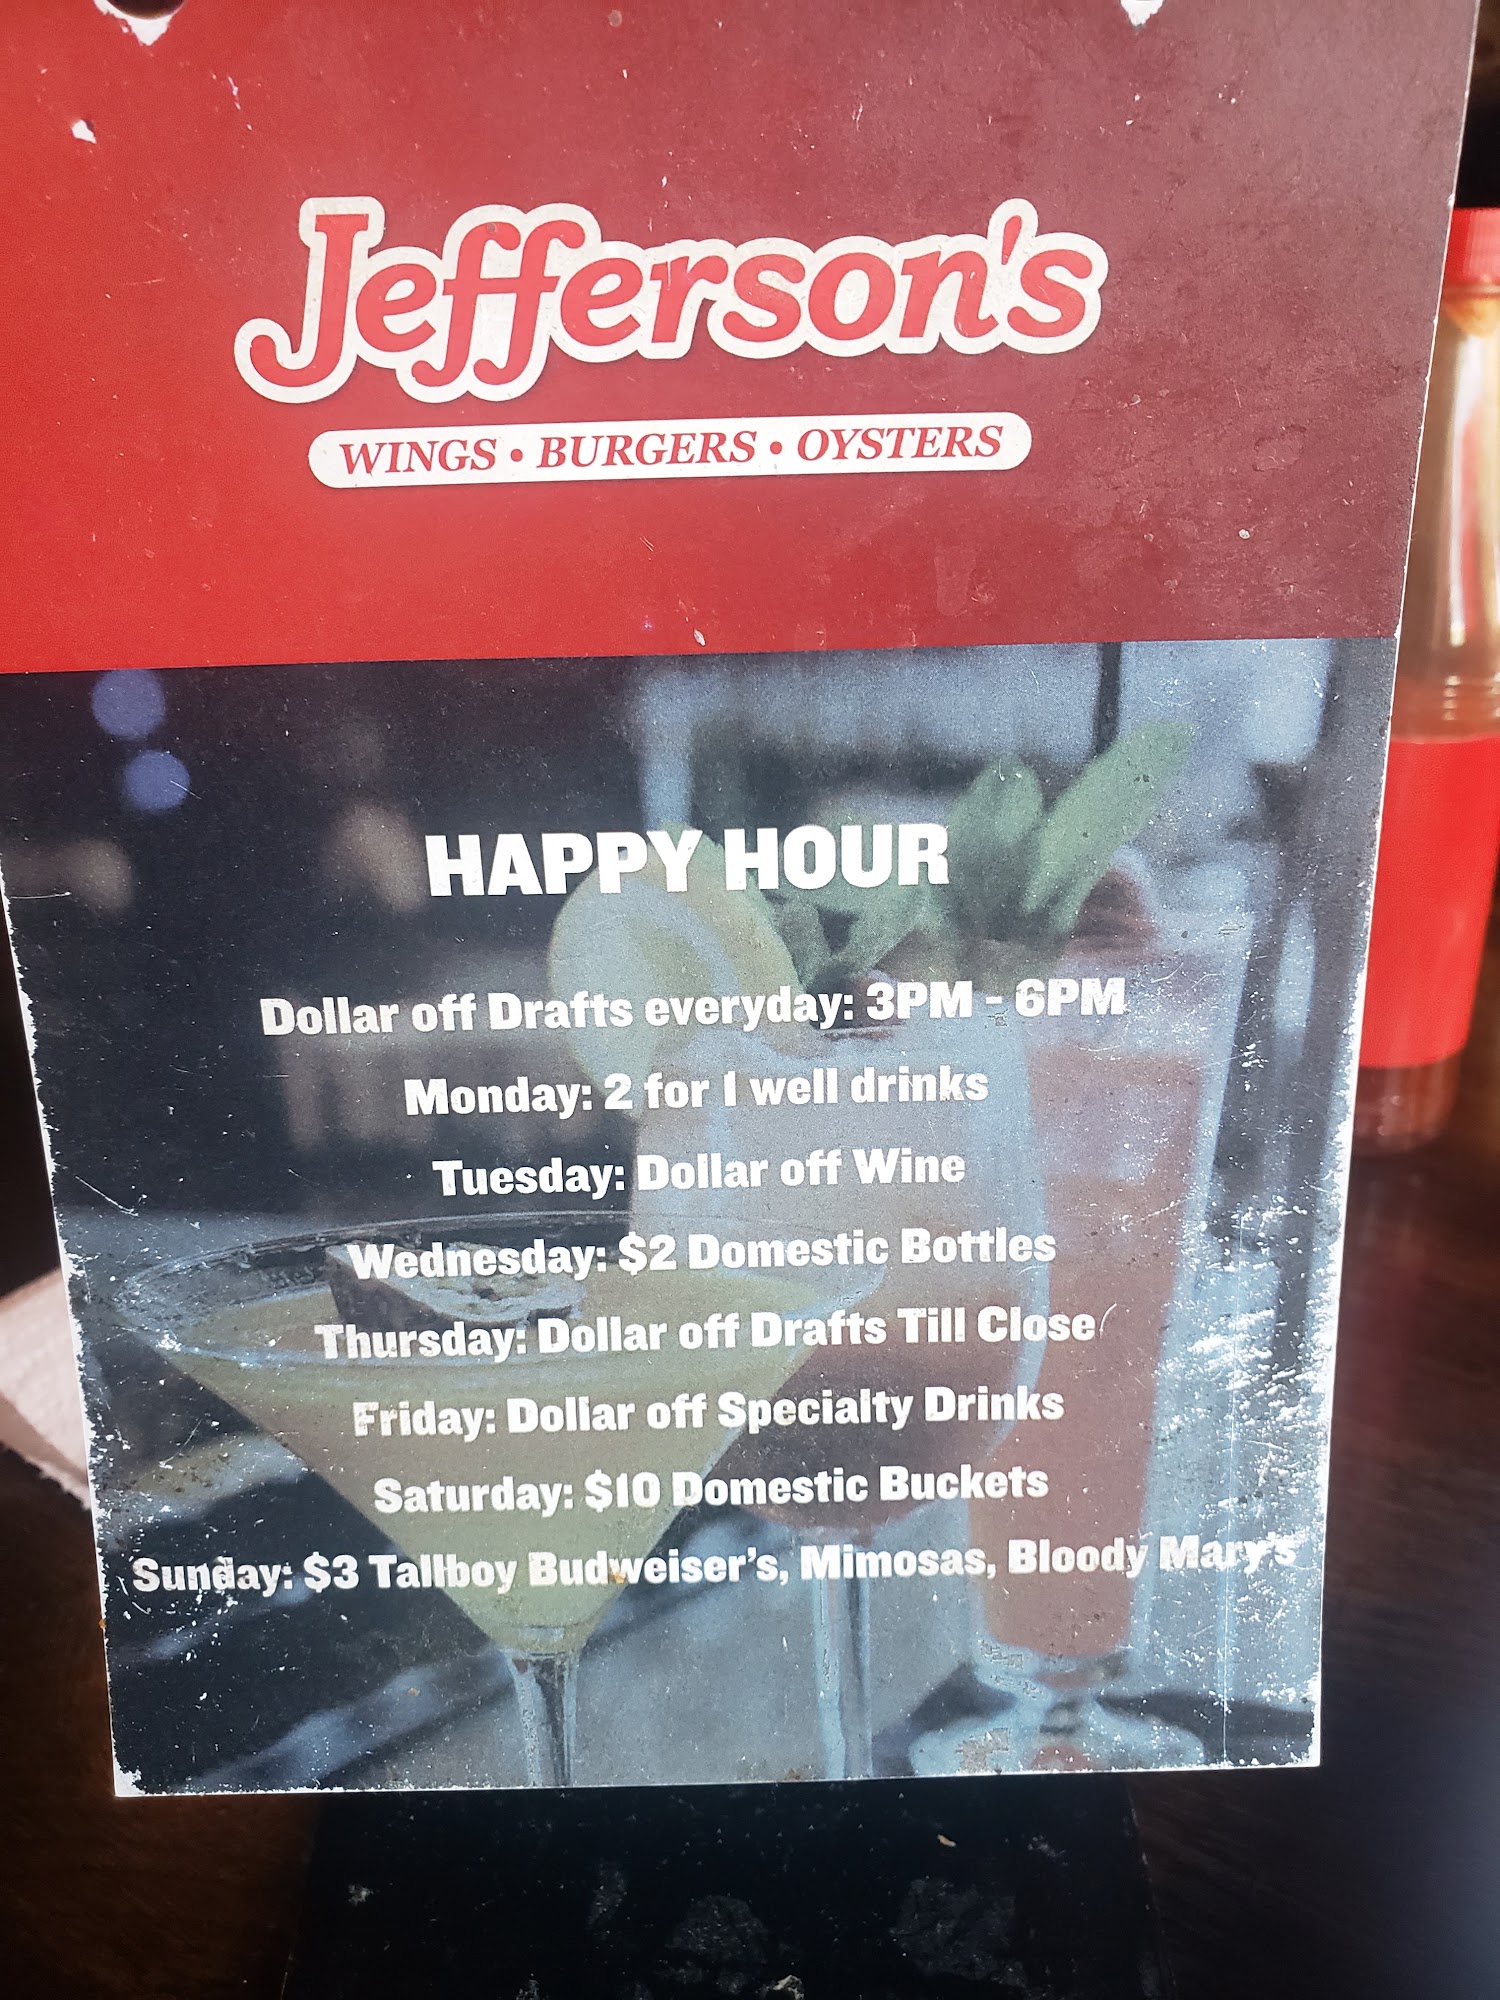 Jefferson's
WINGS • BURGERS • OYSTERS
HAPPY HOUR
Dollar off Drafts everyday: 3PM - 6PM
Monday: 2 for 1 well drinks
Tuesday: Dollar off Wine
Wednesday: $2 Domestic Bottles
Thursday: Dollar off Drafts Till Close
Friday: Dollar off Specialty Drinks
Saturday: $10 Domestic Buckets
Sunday: $3 Tallboy Budweiser's, Mimosas, Bloody Mary's